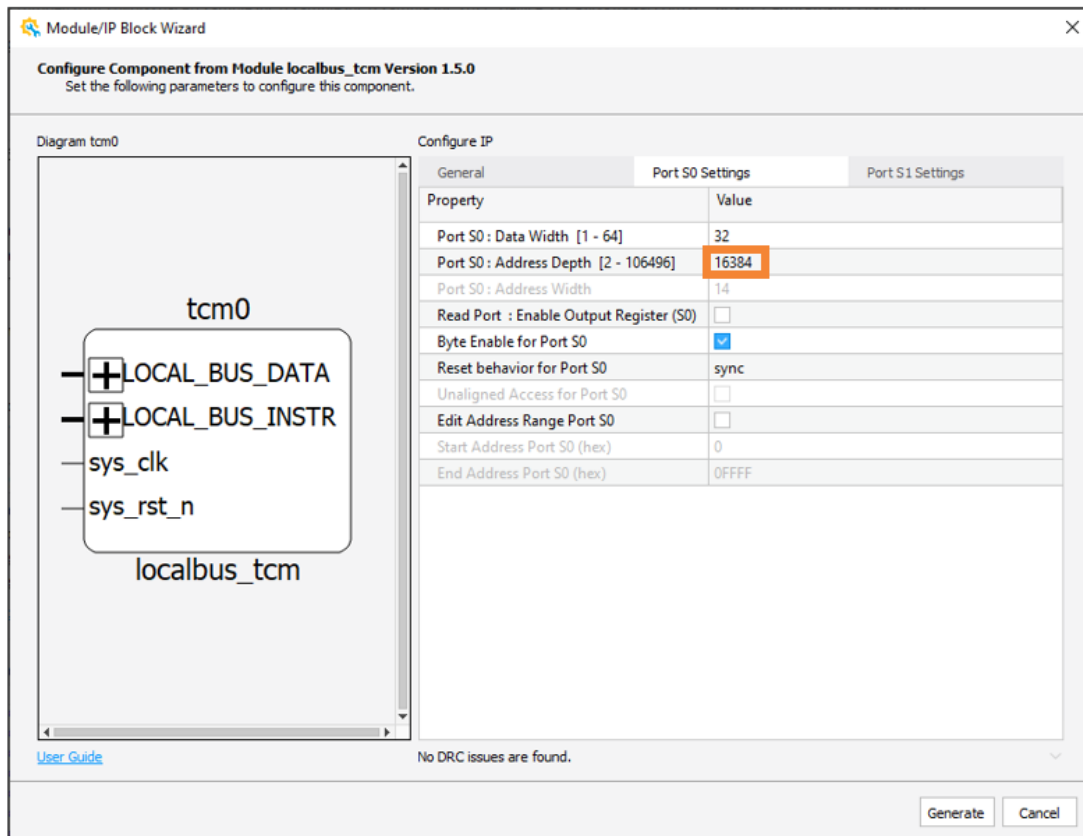 Module/IP Block Wizard
Configure Component from Module localbus_tcm Version 1.5.0
Set the following parameters to configure this component.
Diagram tcm0
Configure IP
General Port S0 Settings Port S1 Settings
Property Value
Port S0 : Data Width [1 - 64] 32
Port S0 : Address Depth [2 - 106496] 16384
Port S0 : Address Width 14
Read Port : Enable Output Register (S0)
Byte Enable for Port S0
Reset behavior for Port S0 sync
Unaligned Access for Port S0
Edit Address Range Port S0
Start Address Port S0 (hex) 0
End Address Port S0 (hex) 0FFFF
tcm0
LOCAL_BUS_DATA
LOCAL_BUS_INSTR
sys_clk
sys_rst_n
localbus_tcm
User Guide
No DRC issues are found.
Generate Cancel